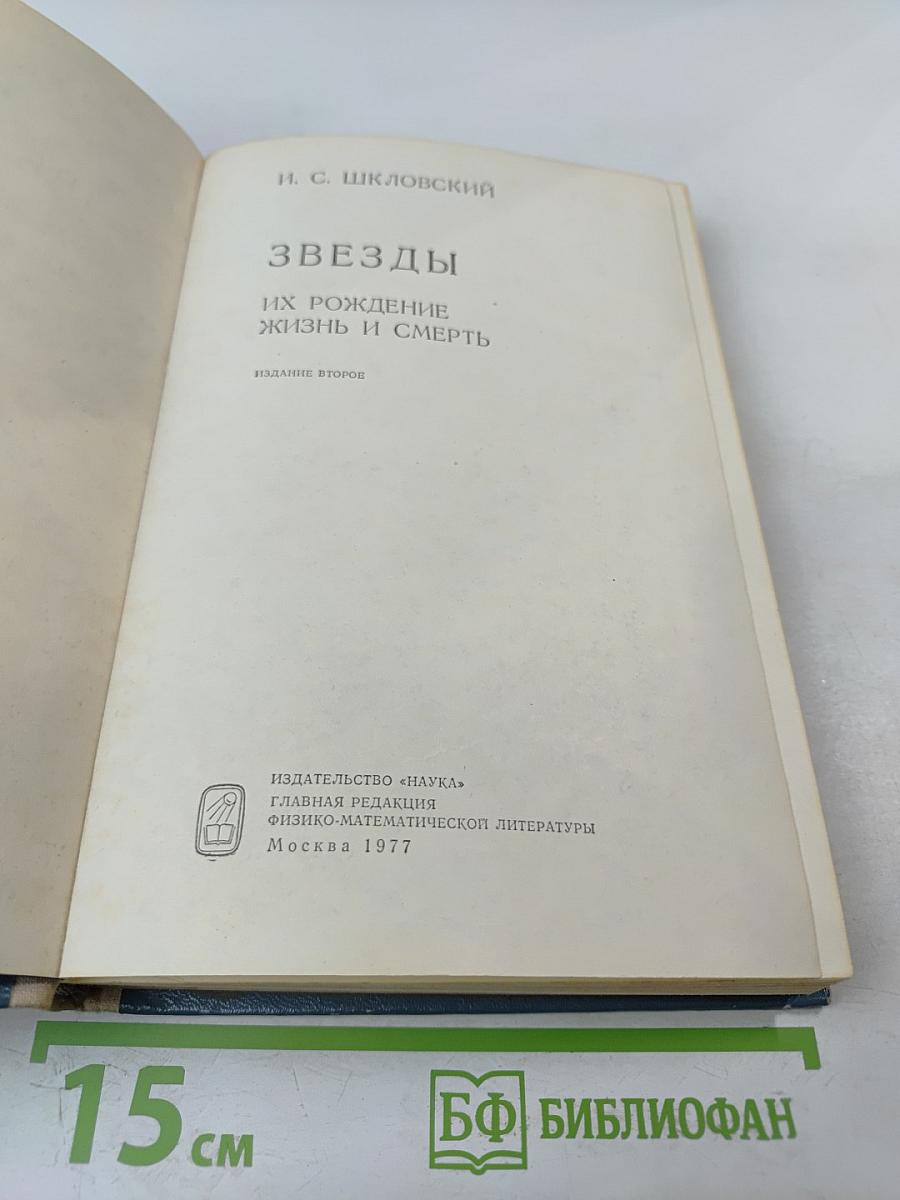 И. С. ШКЛОВСКИЙ
ЗВЕЗДЫ
ИХ РОЖДЕНИЕ
ЖИЗНЬ И СМЕРТЬ
ИЗДАНИЕ ВТОРОЕ
ИЗДАТЕЛЬСТВО «НАУКА»
ГЛАВНАЯ РЕДАКЦИЯ
ФИЗИКО-МАТЕМАТИЧЕСКОЙ ЛИТЕРАТУРЫ
Москва 1977
15 см
БФ БИБЛИОФАН